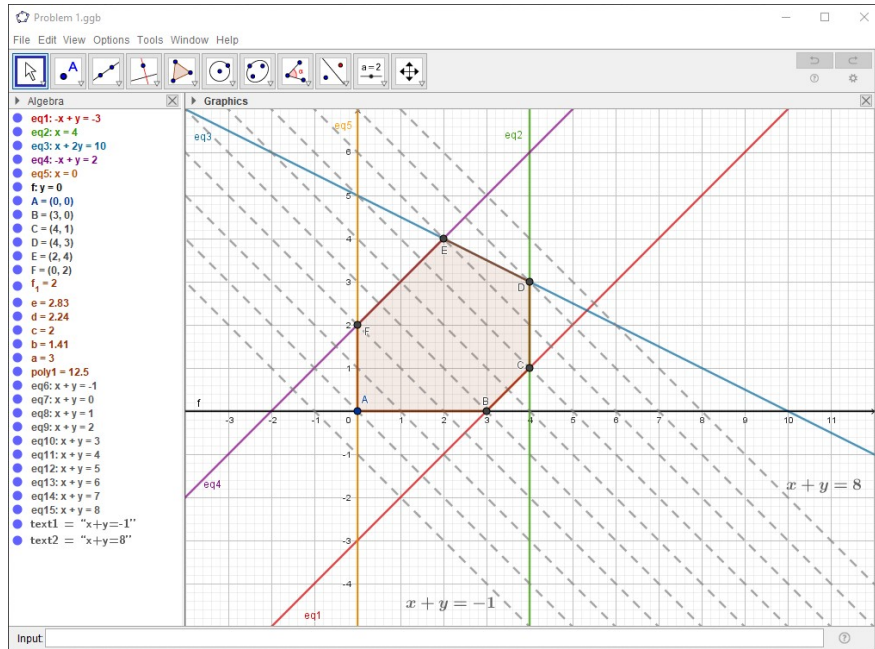 Problem 1.ggb
File Edit View Options Tools Window Help
A
α
a = 2
Algebra
Graphics
eq1: -x + y = -3
eq2: x = 4
eq3: x + 2y = 10
eq4: -x + y = 2
eq5: x = 0
f: y = 0
A = (0, 0)
B = (3, 0)
C = (4, 1)
D = (4, 3)
E = (2, 4)
F = (0, 2)
f₁ = 2
e = 2.83
d = 2.24
c = 2
b = 1.41
a = 3
poly1 = 12.5
eq6: x + y = -1
eq7: x + y = 0
eq8: x + y = 1
eq9: x + y = 2
eq10: x + y = 3
eq11: x + y = 4
eq12: x + y = 5
eq13: x + y = 6
eq14: x + y = 7
eq15: x + y = 8
text1 = “x+y=-1”
text2 = “x+y=8”
eq3
eq5
eq2
6
5
4
E
3
D
2
F
1
C
f
A
B
-3 -2 -1 0 1 2 3 4 5 6 7 8 9 10 11
-1
eq4
x + y = 8
-2
-3
-4
x + y = −1
eq1
Input: